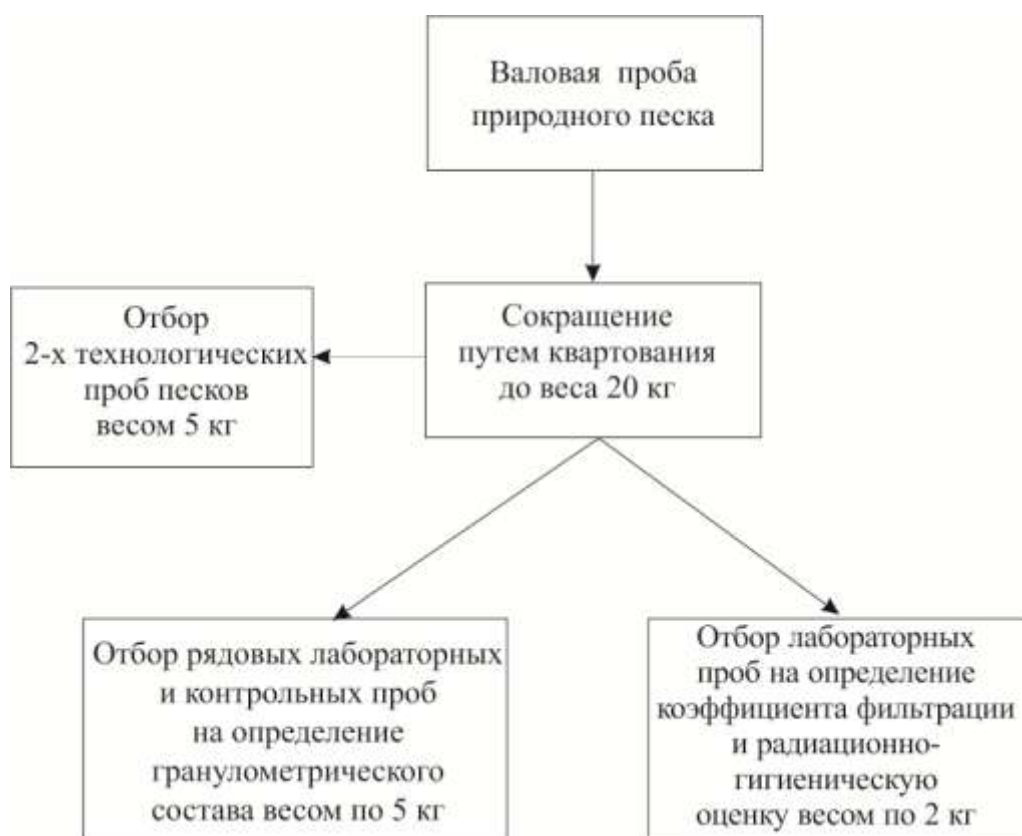 Валовая проба
природного песка
Сокращение
путем квартования
до веса 20 кг
Отбор
2-х технологических
проб песков
весом 5 кг
Отбор рядовых лабораторных
и контрольных проб
на определение
гранулометрического
состава весом по 5 кг
Отбор лабораторных
проб на определение
коэффициента фильтрации
и радиационно-
гигиеническую
оценку весом по 2 кг